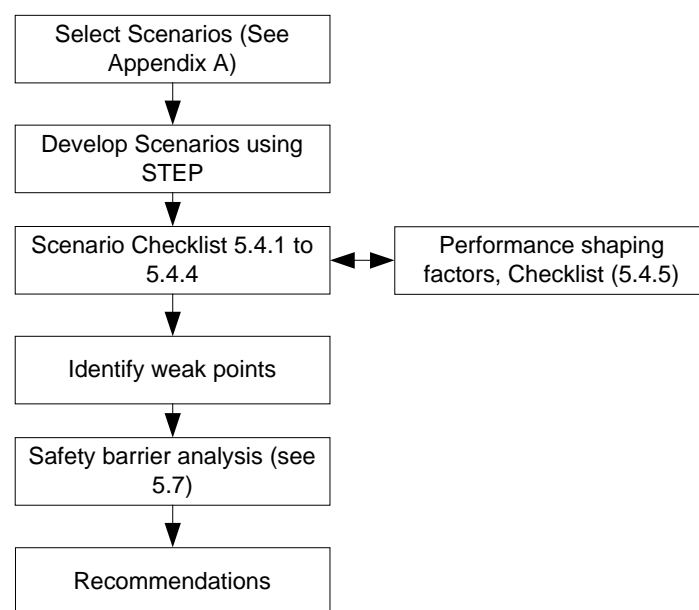 Select Scenarios (See
Appendix A)
Develop Scenarios using
STEP
Scenario Checklist 5.4.1 to
5.4.4
Performance shaping
factors, Checklist (5.4.5)
Identify weak points
Safety barrier analysis (see
5.7)
Recommendations